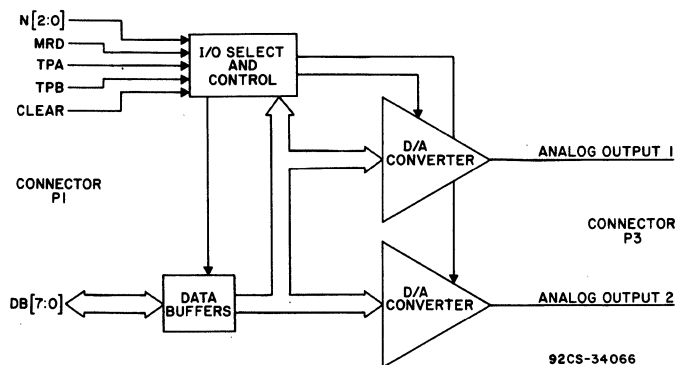 N[2:0]
MRD
TPA
TPB
CLEAR
I/O SELECT
AND
CONTROL
D/A
CONVERTER
ANALOG OUTPUT 1
CONNECTOR
P1
CONNECTOR
P3
DB[7:0]
DATA
BUFFERS
D/A
CONVERTER
ANALOG OUTPUT 2
92CS-34066